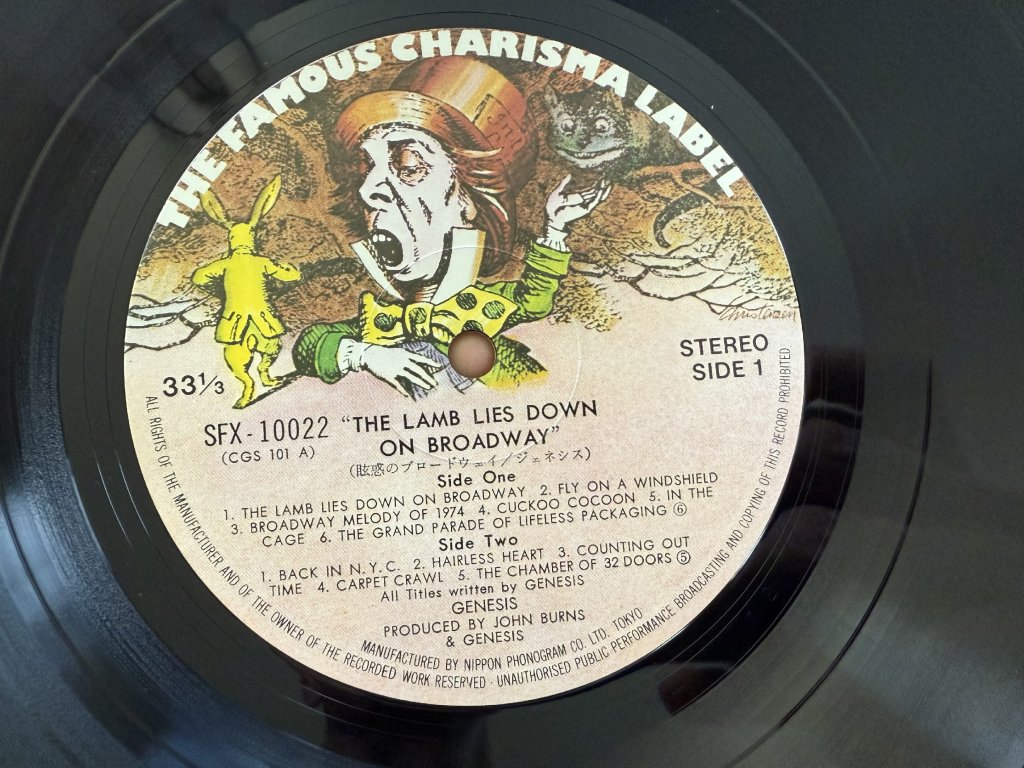 THE FAMOUS CHARISMA LABEL
Christensen
33⅓
STEREO
SIDE 1
SFX-10022 "THE LAMB LIES DOWN
(CGS 101 A) ON BROADWAY"
(眩惑のブロードウェイ/ジェネシス)
Side One
1. THE LAMB LIES DOWN ON BROADWAY 2. FLY ON A WINDSHIELD
3. BROADWAY MELODY OF 1974 4. CUCKOO COCOON 5. IN THE
CAGE 6. THE GRAND PARADE OF LIFELESS PACKAGING ⑥
Side Two
1. BACK IN N.Y.C. 2. HAIRLESS HEART 3. COUNTING OUT
TIME 4. CARPET CRAWL 5. THE CHAMBER OF 32 DOORS ⑤
All Titles written by GENESIS
GENESIS
PRODUCED BY JOHN BURNS
& GENESIS
MANUFACTURED BY NIPPON PHONOGRAM CO. LTD. TOKYO
ALL RIGHTS OF THE MANUFACTURER AND OF THE OWNER OF THE RECORDED WORK RESERVED · UNAUTHORISED PUBLIC PERFORMANCE BROADCASTING AND COPYING OF THIS RECORD PROHIBITED